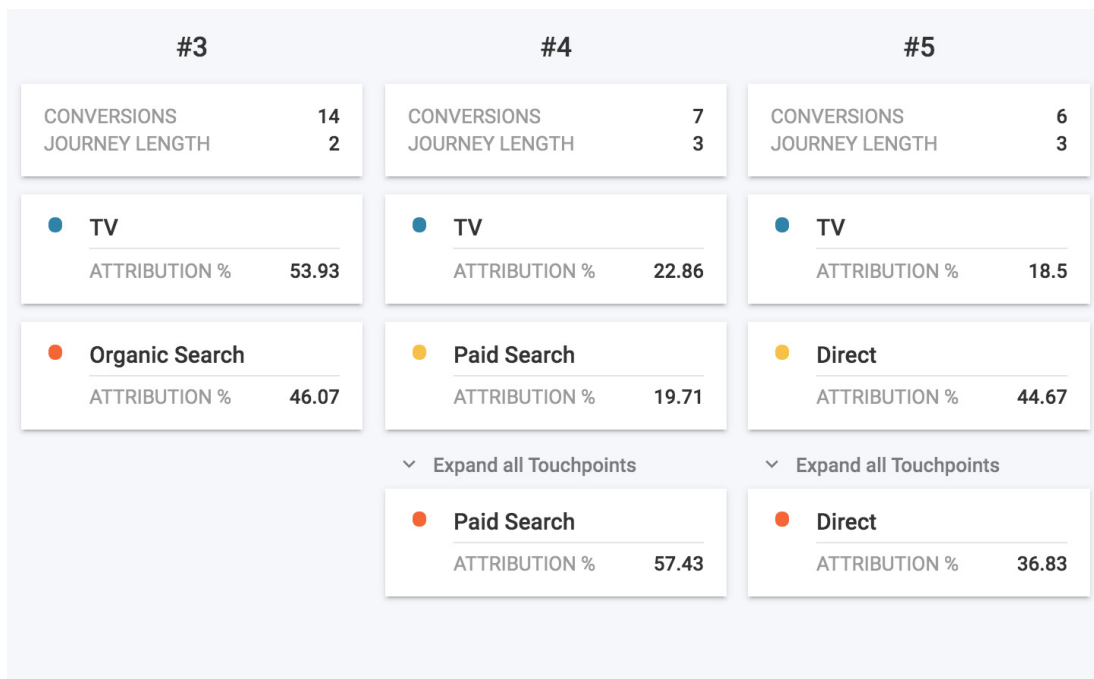 #3
CONVERSIONS 14
JOURNEY LENGTH 2
TV
ATTRIBUTION % 53.93
Organic Search
ATTRIBUTION % 46.07
#4
CONVERSIONS 7
JOURNEY LENGTH 3
TV
ATTRIBUTION % 22.86
Paid Search
ATTRIBUTION % 19.71
Expand all Touchpoints
Paid Search
ATTRIBUTION % 57.43
#5
CONVERSIONS 6
JOURNEY LENGTH 3
TV
ATTRIBUTION % 18.5
Direct
ATTRIBUTION % 44.67
Expand all Touchpoints
Direct
ATTRIBUTION % 36.83